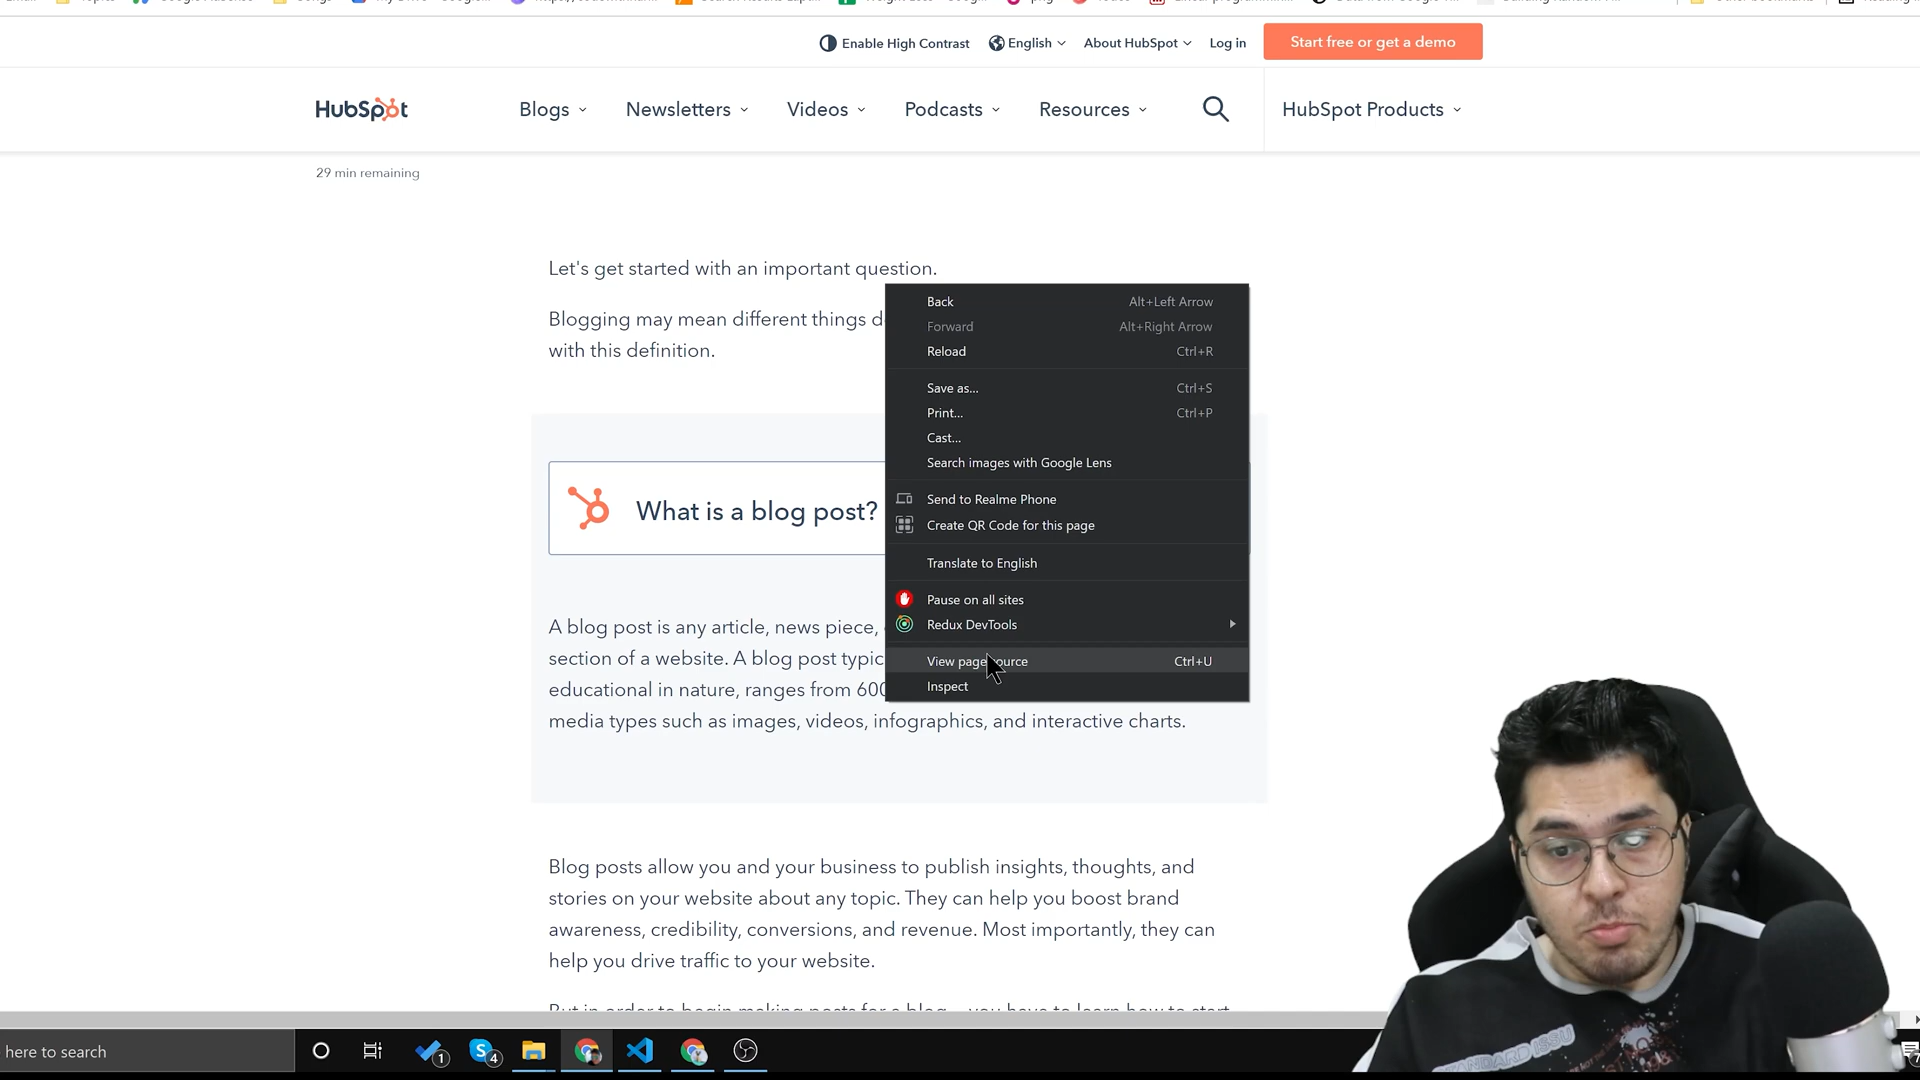 Enable High Contrast
English
About HubSpot
Log in
Start free or get a demo
HubSpot
Blogs
Newsletters
Videos
Podcasts
Resources
HubSpot Products
29 min remaining
Let's get started with an important question.
Blogging may mean different things
with this definition.
Back Alt+Left Arrow
Forward Alt+Right Arrow
Reload Ctrl+R
Save as... Ctrl+S
Print... Ctrl+P
Cast...
Search images with Google Lens
Send to Realme Phone
Create QR Code for this page
Translate to English
Pause on all sites
Redux DevTools
View page source Ctrl+U
Inspect
What is a blog post?
A blog post is any article, news piece,
section of a website. A blog post
educational in nature, ranges from
media types such as images, videos, infographics, and interactive charts.
Blog posts allow you and your business to publish insights, thoughts, and
stories on your website about any topic. They can help you boost brand
awareness, credibility, conversions, and revenue. Most importantly, they can
help you drive traffic to your website.
here to search
1
4